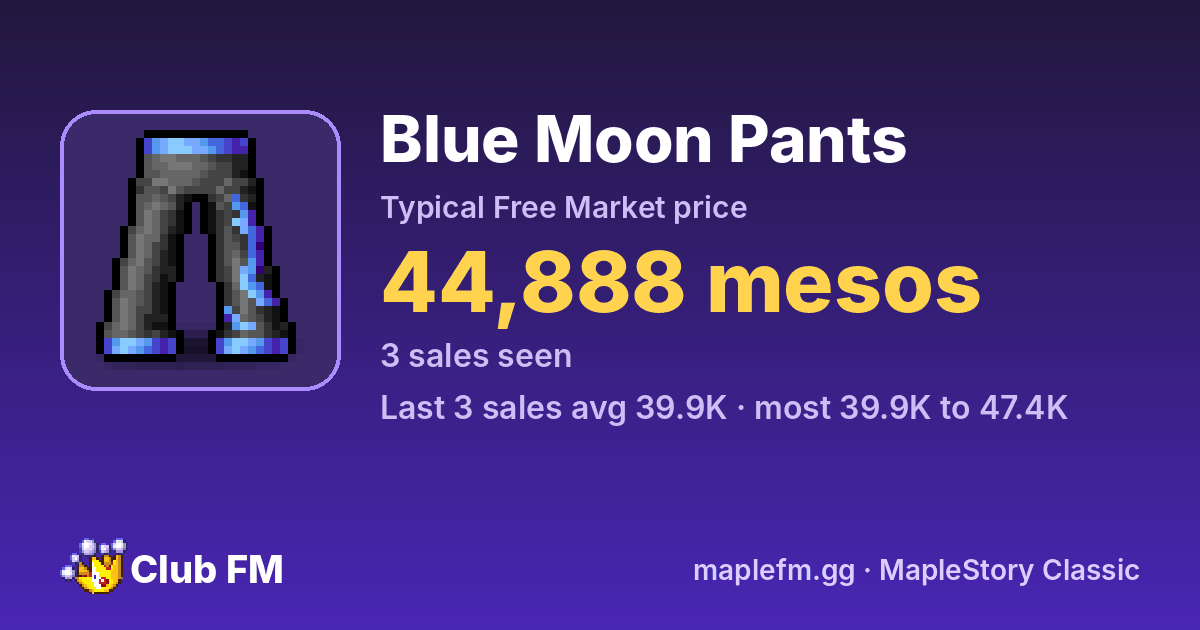 Blue Moon Pants
Typical Free Market price
44,888 mesos
3 sales seen
Last 3 sales avg 39.9K · most 39.9K to 47.4K
Club FM
maplefm.gg · MapleStory Classic